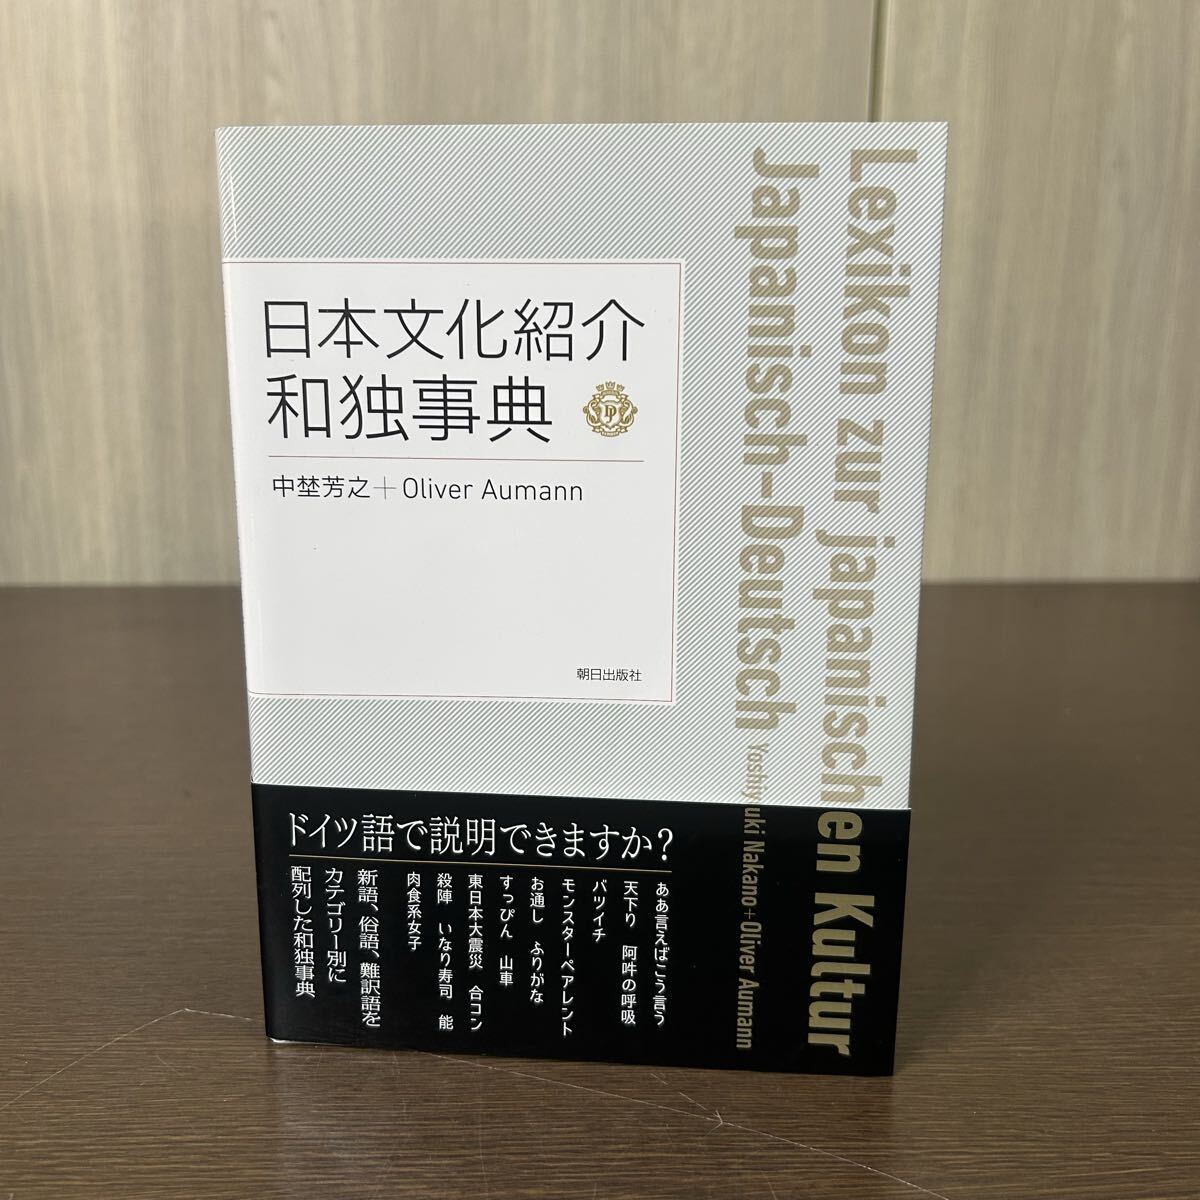 日本文化紹介
和独事典
DP
中埜芳之+Oliver Aumann
朝日出版社
Lexikon zur japanischen Kultur
Japanisch-Deutsch
Yoshiyuki Nakano+Oliver Aumann
ドイツ語で説明できますか?
ああ言えばこう言う
天下り 阿吽の呼吸
バツイチ
モンスターペアレント
お通し ふりがな
すっぴん 山車
東日本大震災 合コン
殺陣 いなり寿司 能
肉食系女子
新語、俗語、難訳語を
カテゴリー別に
配列した和独事典